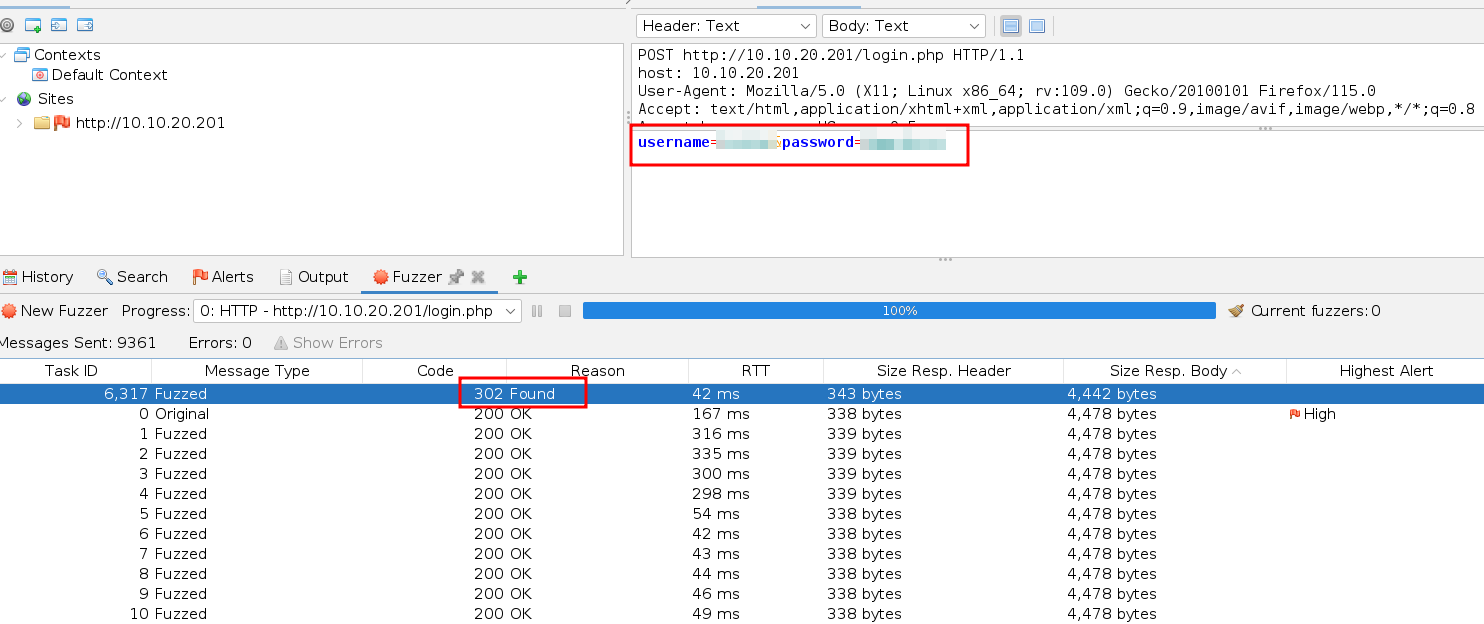 Header: Text
Body: Text
Contexts
Default Context
Sites
http://10.10.20.201
POST http://10.10.20.201/login.php HTTP/1.1
host: 10.10.20.201
User-Agent: Mozilla/5.0 (X11; Linux x86_64; rv:109.0) Gecko/20100101 Firefox/115.0
Accept: text/html,application/xhtml+xml,application/xml;q=0.9,image/avif,image/webp,*/*;q=0.8
username= password=
History Search Alerts Output Fuzzer
New Fuzzer Progress: 0: HTTP - http://10.10.20.201/login.php 100% Current fuzzers: 0
Messages Sent: 9361 Errors: 0 Show Errors
Task ID Message Type Code Reason RTT Size Resp. Header Size Resp. Body Highest Alert
6,317 Fuzzed 302 Found 42 ms 343 bytes 4,442 bytes
0 Original 200 OK 167 ms 338 bytes 4,478 bytes High
1 Fuzzed 200 OK 316 ms 339 bytes 4,478 bytes
2 Fuzzed 200 OK 335 ms 339 bytes 4,478 bytes
3 Fuzzed 200 OK 300 ms 339 bytes 4,478 bytes
4 Fuzzed 200 OK 298 ms 339 bytes 4,478 bytes
5 Fuzzed 200 OK 54 ms 338 bytes 4,478 bytes
6 Fuzzed 200 OK 42 ms 338 bytes 4,478 bytes
7 Fuzzed 200 OK 43 ms 338 bytes 4,478 bytes
8 Fuzzed 200 OK 44 ms 338 bytes 4,478 bytes
9 Fuzzed 200 OK 46 ms 338 bytes 4,478 bytes
10 Fuzzed 200 OK 49 ms 338 bytes 4,478 bytes